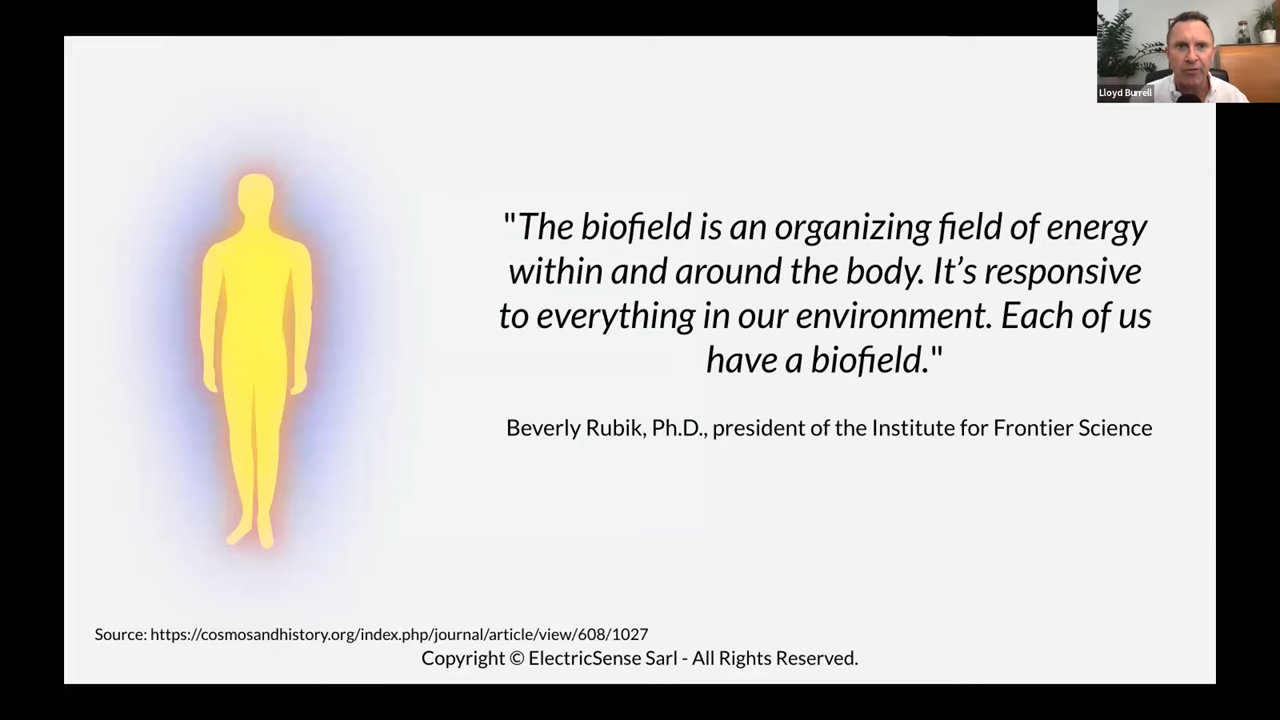 Lloyd Burrell
"The biofield is an organizing field of energy
within and around the body. It’s responsive
to everything in our environment. Each of us
have a biofield."
Beverly Rubik, Ph.D., president of the Institute for Frontier Science
Source: https://cosmosandhistory.org/index.php/journal/article/view/608/1027
Copyright © ElectricSense Sarl - All Rights Reserved.